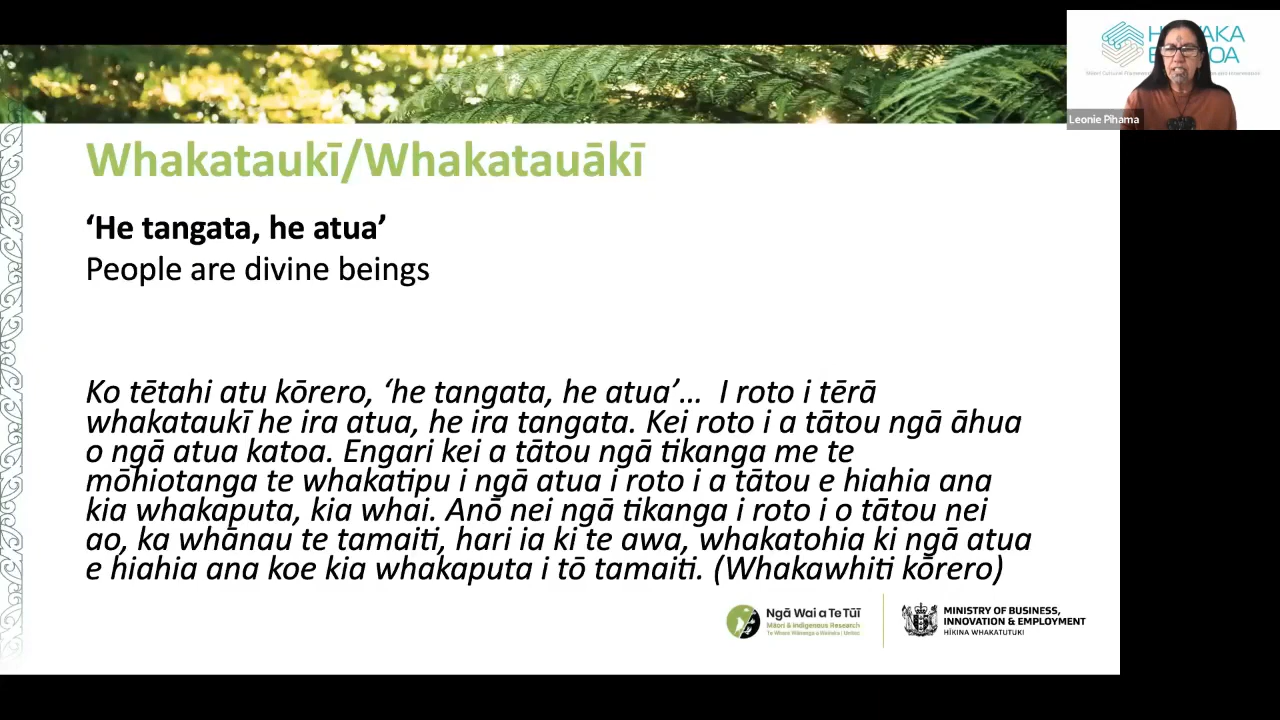 Whakataukī/Whakatauākī
‘He tangata, he atua’
People are divine beings
Ko tētahi atu kōrero, ‘he tangata, he atua’… I roto i tērā
whakataukī he ira atua, he ira tangata. Kei roto i a tātou ngā āhua
o ngā atua katoa. Engari kei a tātou ngā tikanga me te
mōhiotanga te whakatipu i ngā atua i roto i a tātou e hiahia ana
kia whakaputa, kia whai. Anō nei ngā tikanga i roto i o tātou nei
ao, ka whānau te tamaiti, hari ia ki te awa, whakatohia ki ngā atua
e hiahia ana koe kia whakaputa i tō tamaiti. (Whakawhiti kōrero)
Ngā Wai a Te Tūī
Māori & Indigenous Research
MINISTRY OF BUSINESS,
INNOVATION & EMPLOYMENT
HĪKINA WHAKATUTUKI
Leonie Pihama